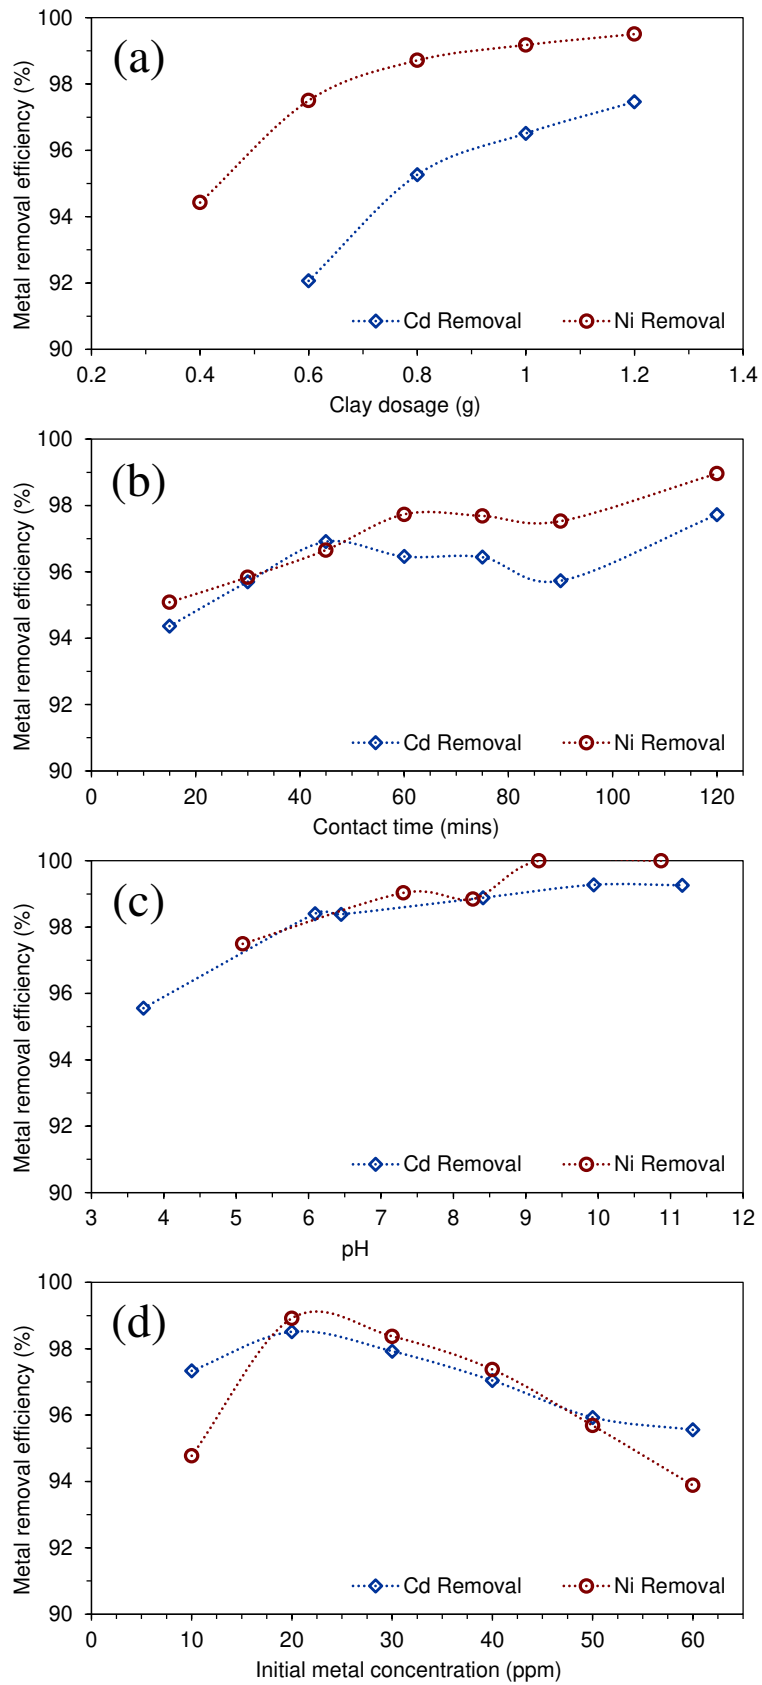 (a)
Metal removal efficiency (%)
100
98
96
94
92
90
Cd Removal
Ni Removal
0.2 0.4 0.6 0.8 1 1.2 1.4
Clay dosage (g)
(b)
Metal removal efficiency (%)
100
98
96
94
92
90
Cd Removal
Ni Removal
0 20 40 60 80 100 120
Contact time (mins)
(c)
Metal removal efficiency (%)
100
98
96
94
92
90
Cd Removal
Ni Removal
3 4 5 6 7 8 9 10 11 12
pH
(d)
Metal removal efficiency (%)
100
98
96
94
92
90
Cd Removal
Ni Removal
0 10 20 30 40 50 60
Initial metal concentration (ppm)